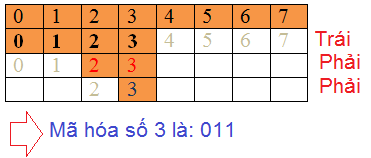 0 1 2 3 4 5 6 7
0 1 2 3 4 5 6 7 Trái
0 1 2 3 Phải
2 3 Phải
Mã hóa số 3 là: 011